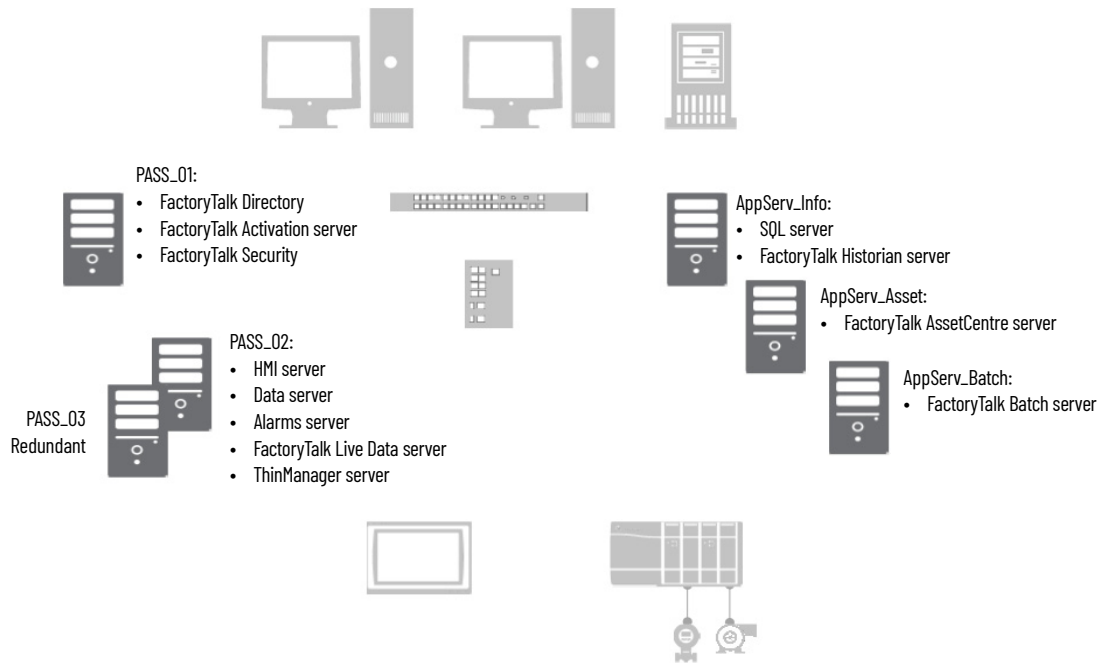 PASS_01:
• FactoryTalk Directory
• FactoryTalk Activation server
• FactoryTalk Security
AppServ_Info:
• SQL server
• FactoryTalk Historian server
AppServ_Asset:
• FactoryTalk AssetCentre server
PASS_02:
• HMI server
• Data server
• Alarms server
• FactoryTalk Live Data server
• ThinManager server
PASS_03
Redundant
AppServ_Batch:
• FactoryTalk Batch server